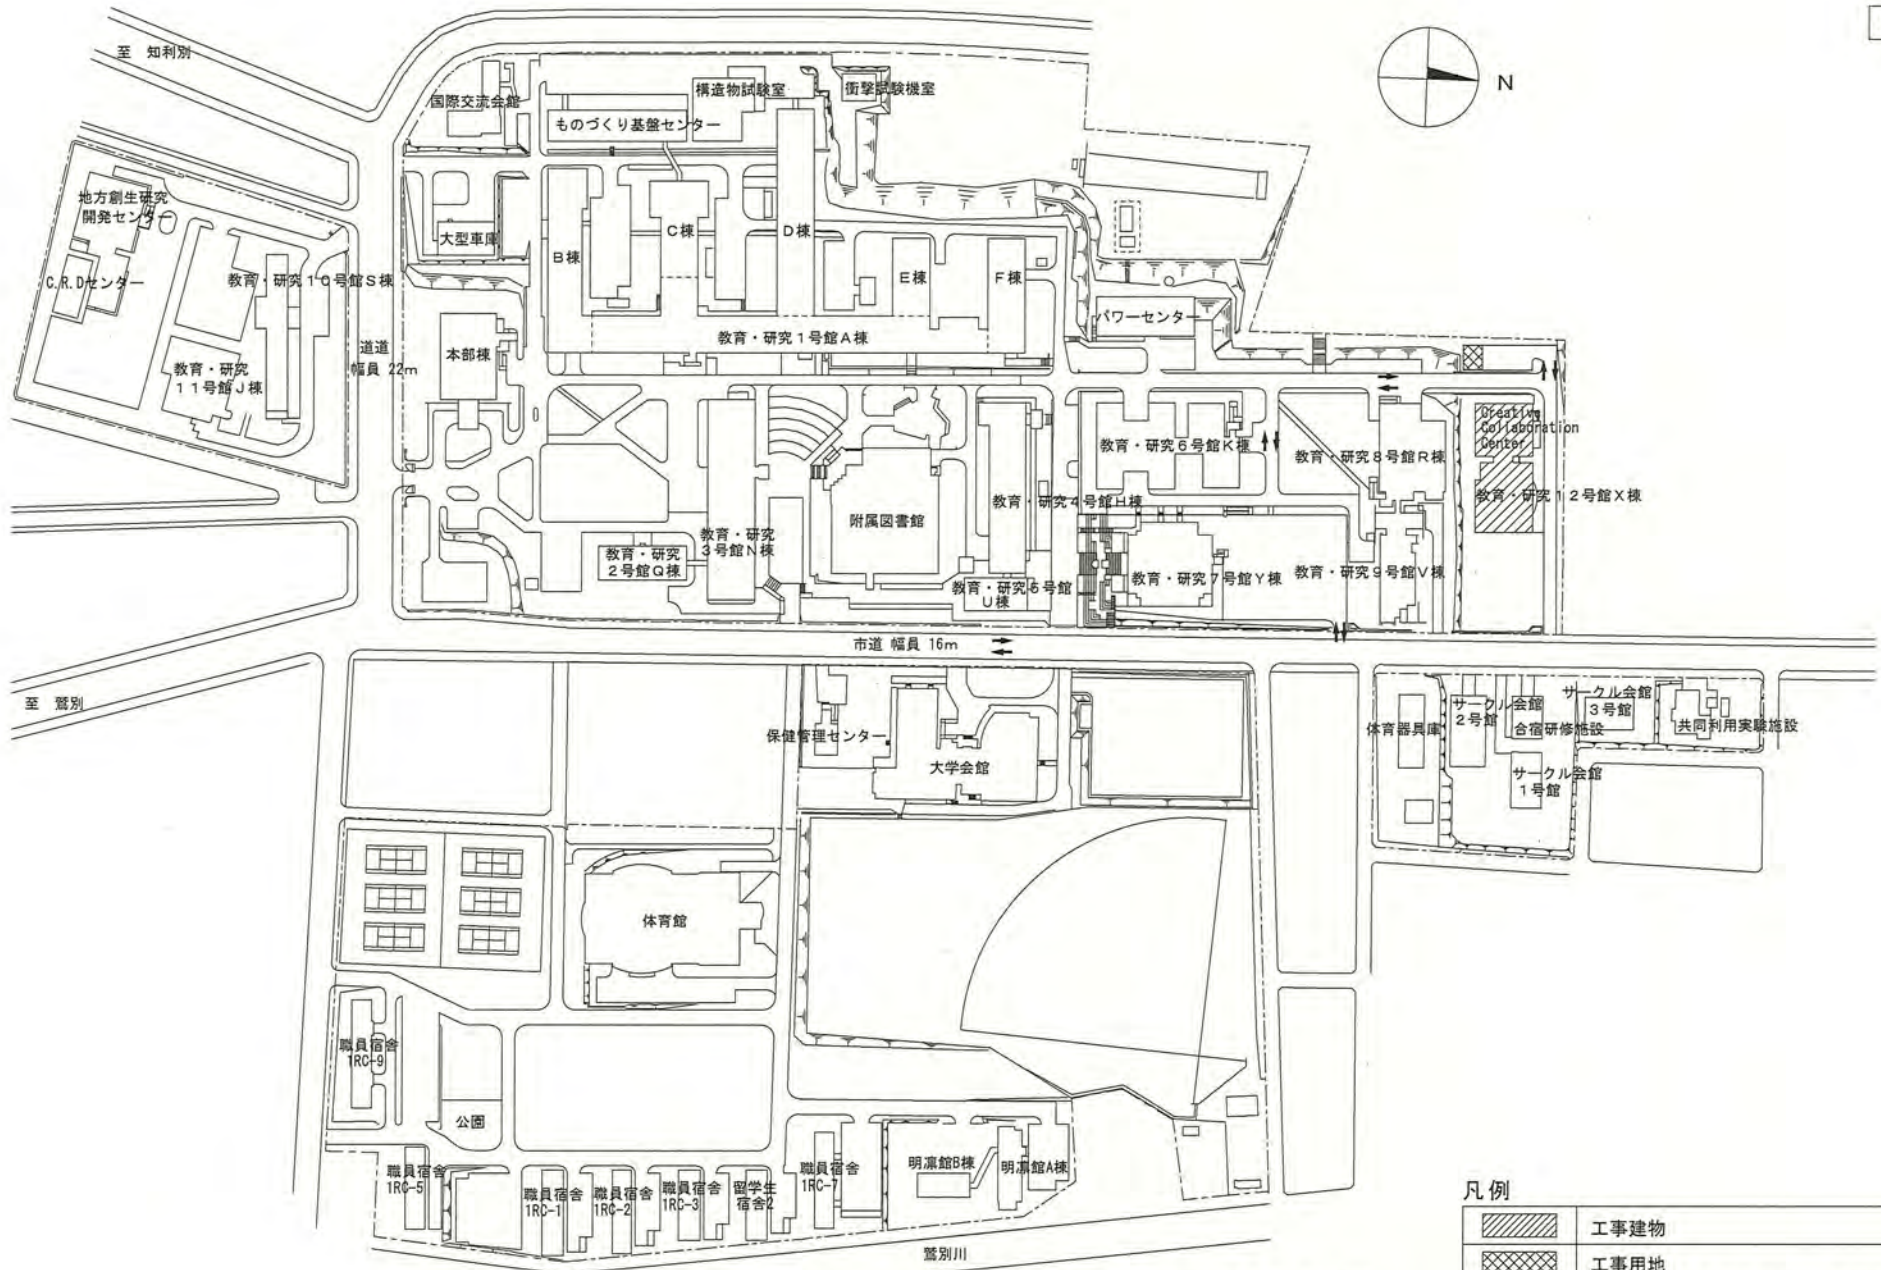 至 知利別
N
国際交流会館
構造物試験室
衝撃試験機室
ものづくり基盤センター
地方創生研究
開発センター
大型車庫
B棟
C棟
D棟
E棟
F棟
C.R.Dセンター
教育・研究10号館S棟
パワーセンター
教育・研究1号館A棟
本部棟
道道
幅員 22m
教育・研究
11号館J棟
Creative
Collaboration
Center
教育・研究6号館K棟
教育・研究8号館R棟
教育・研究12号館X棟
教育・研究4号館H棟
附属図書館
教育・研究
3号館N棟
教育・研究
2号館Q棟
教育・研究5号館
U棟
教育・研究7号館Y棟
教育・研究9号館V棟
市道 幅員 16m
至 鷲別
保健管理センター
大学会館
体育器具庫
サークル会館
2号館
合宿研修施設
サークル会館
3号館
共同利用実験施設
サークル会館
1号館
体育館
職員宿舎
1RC-9
公園
職員宿舎
1RC-5
職員宿舎
1RC-1
職員宿舎
1RC-2
職員宿舎
1RC-3
留学生
宿舎2
職員宿舎
1RC-7
明凛館B棟
明凛館A棟
鷲別川
凡例
工事建物
工事用地